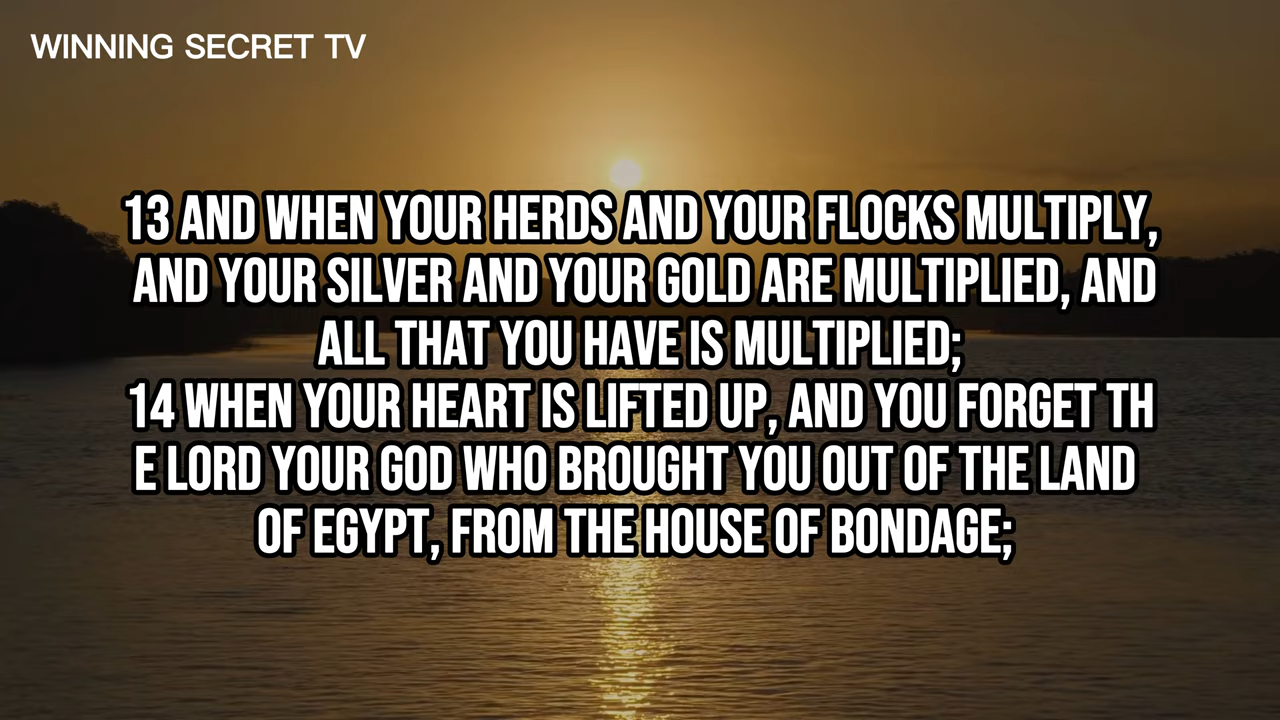 WINNING SECRET TV
13 AND WHEN YOUR HERDS AND YOUR FLOCKS MULTIPLY,
AND YOUR SILVER AND YOUR GOLD ARE MULTIPLIED, AND
ALL THAT YOU HAVE IS MULTIPLIED;
14 WHEN YOUR HEART IS LIFTED UP, AND YOU FORGET TH
E LORD YOUR GOD WHO BROUGHT YOU OUT OF THE LAND
OF EGYPT, FROM THE HOUSE OF BONDAGE;